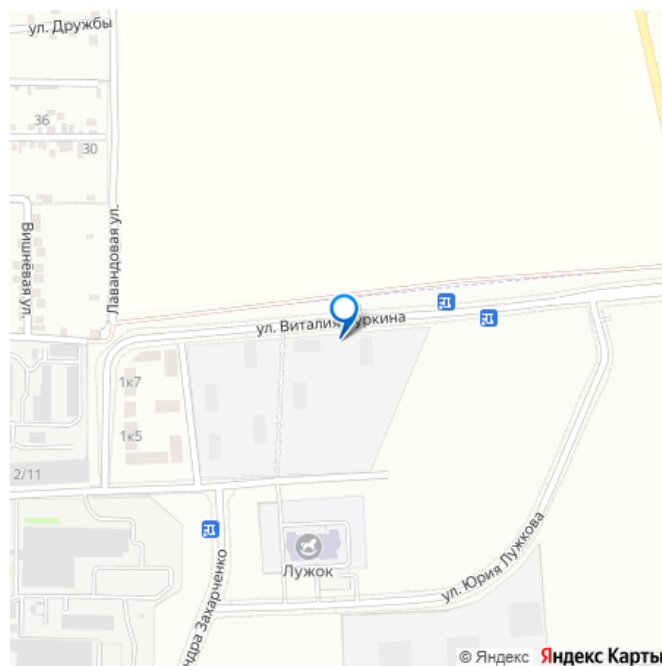 ул. Дружбы
36
30
Вишнёвая ул.
Лавандовая ул.
ул. Виталия
уркина
1к7
1к5
2/11
Лужок
ндра Захарченко
ул. Юрия Лужкова
© Яндекс Яндекс Карты